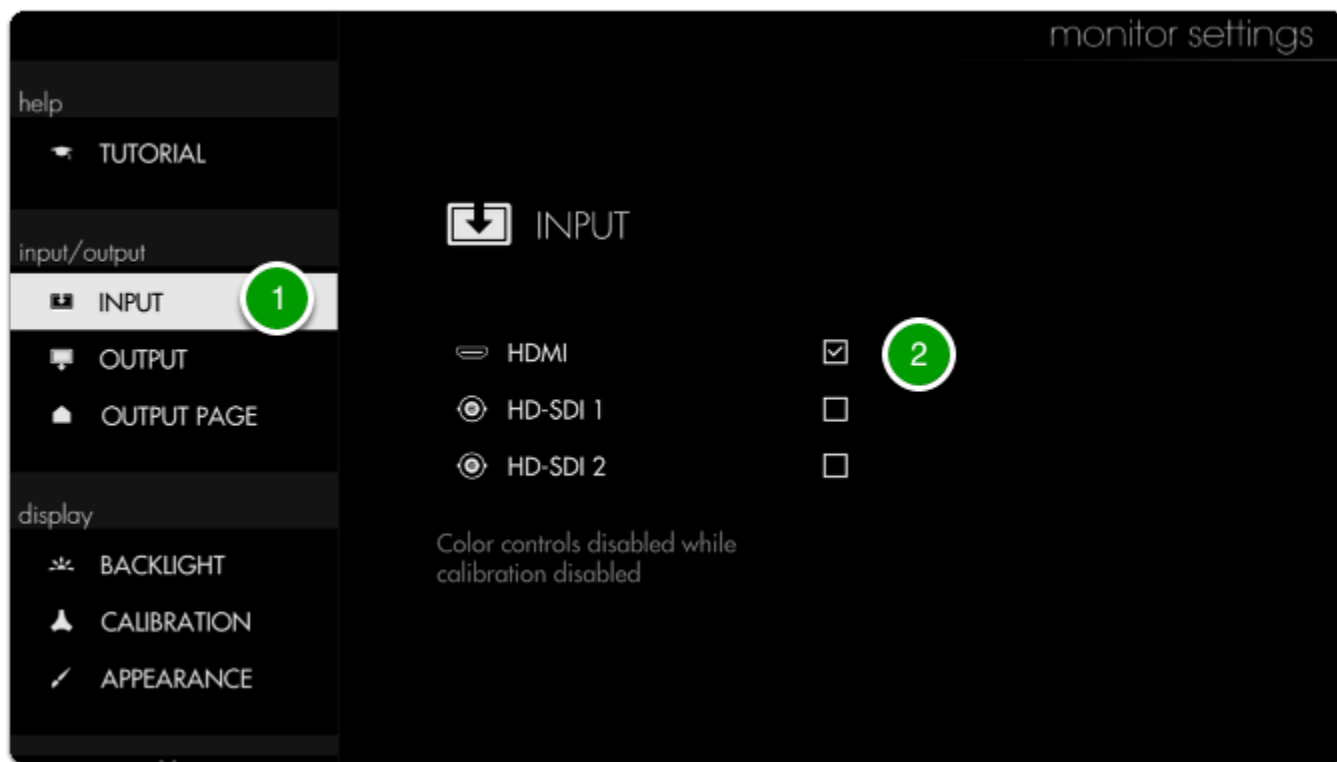 monitor settings
help
TUTORIAL
input/output
INPUT 1
OUTPUT
OUTPUT PAGE
display
BACKLIGHT
CALIBRATION
APPEARANCE
INPUT
HDMI 2
HD-SDI 1
HD-SDI 2
Color controls disabled while
calibration disabled